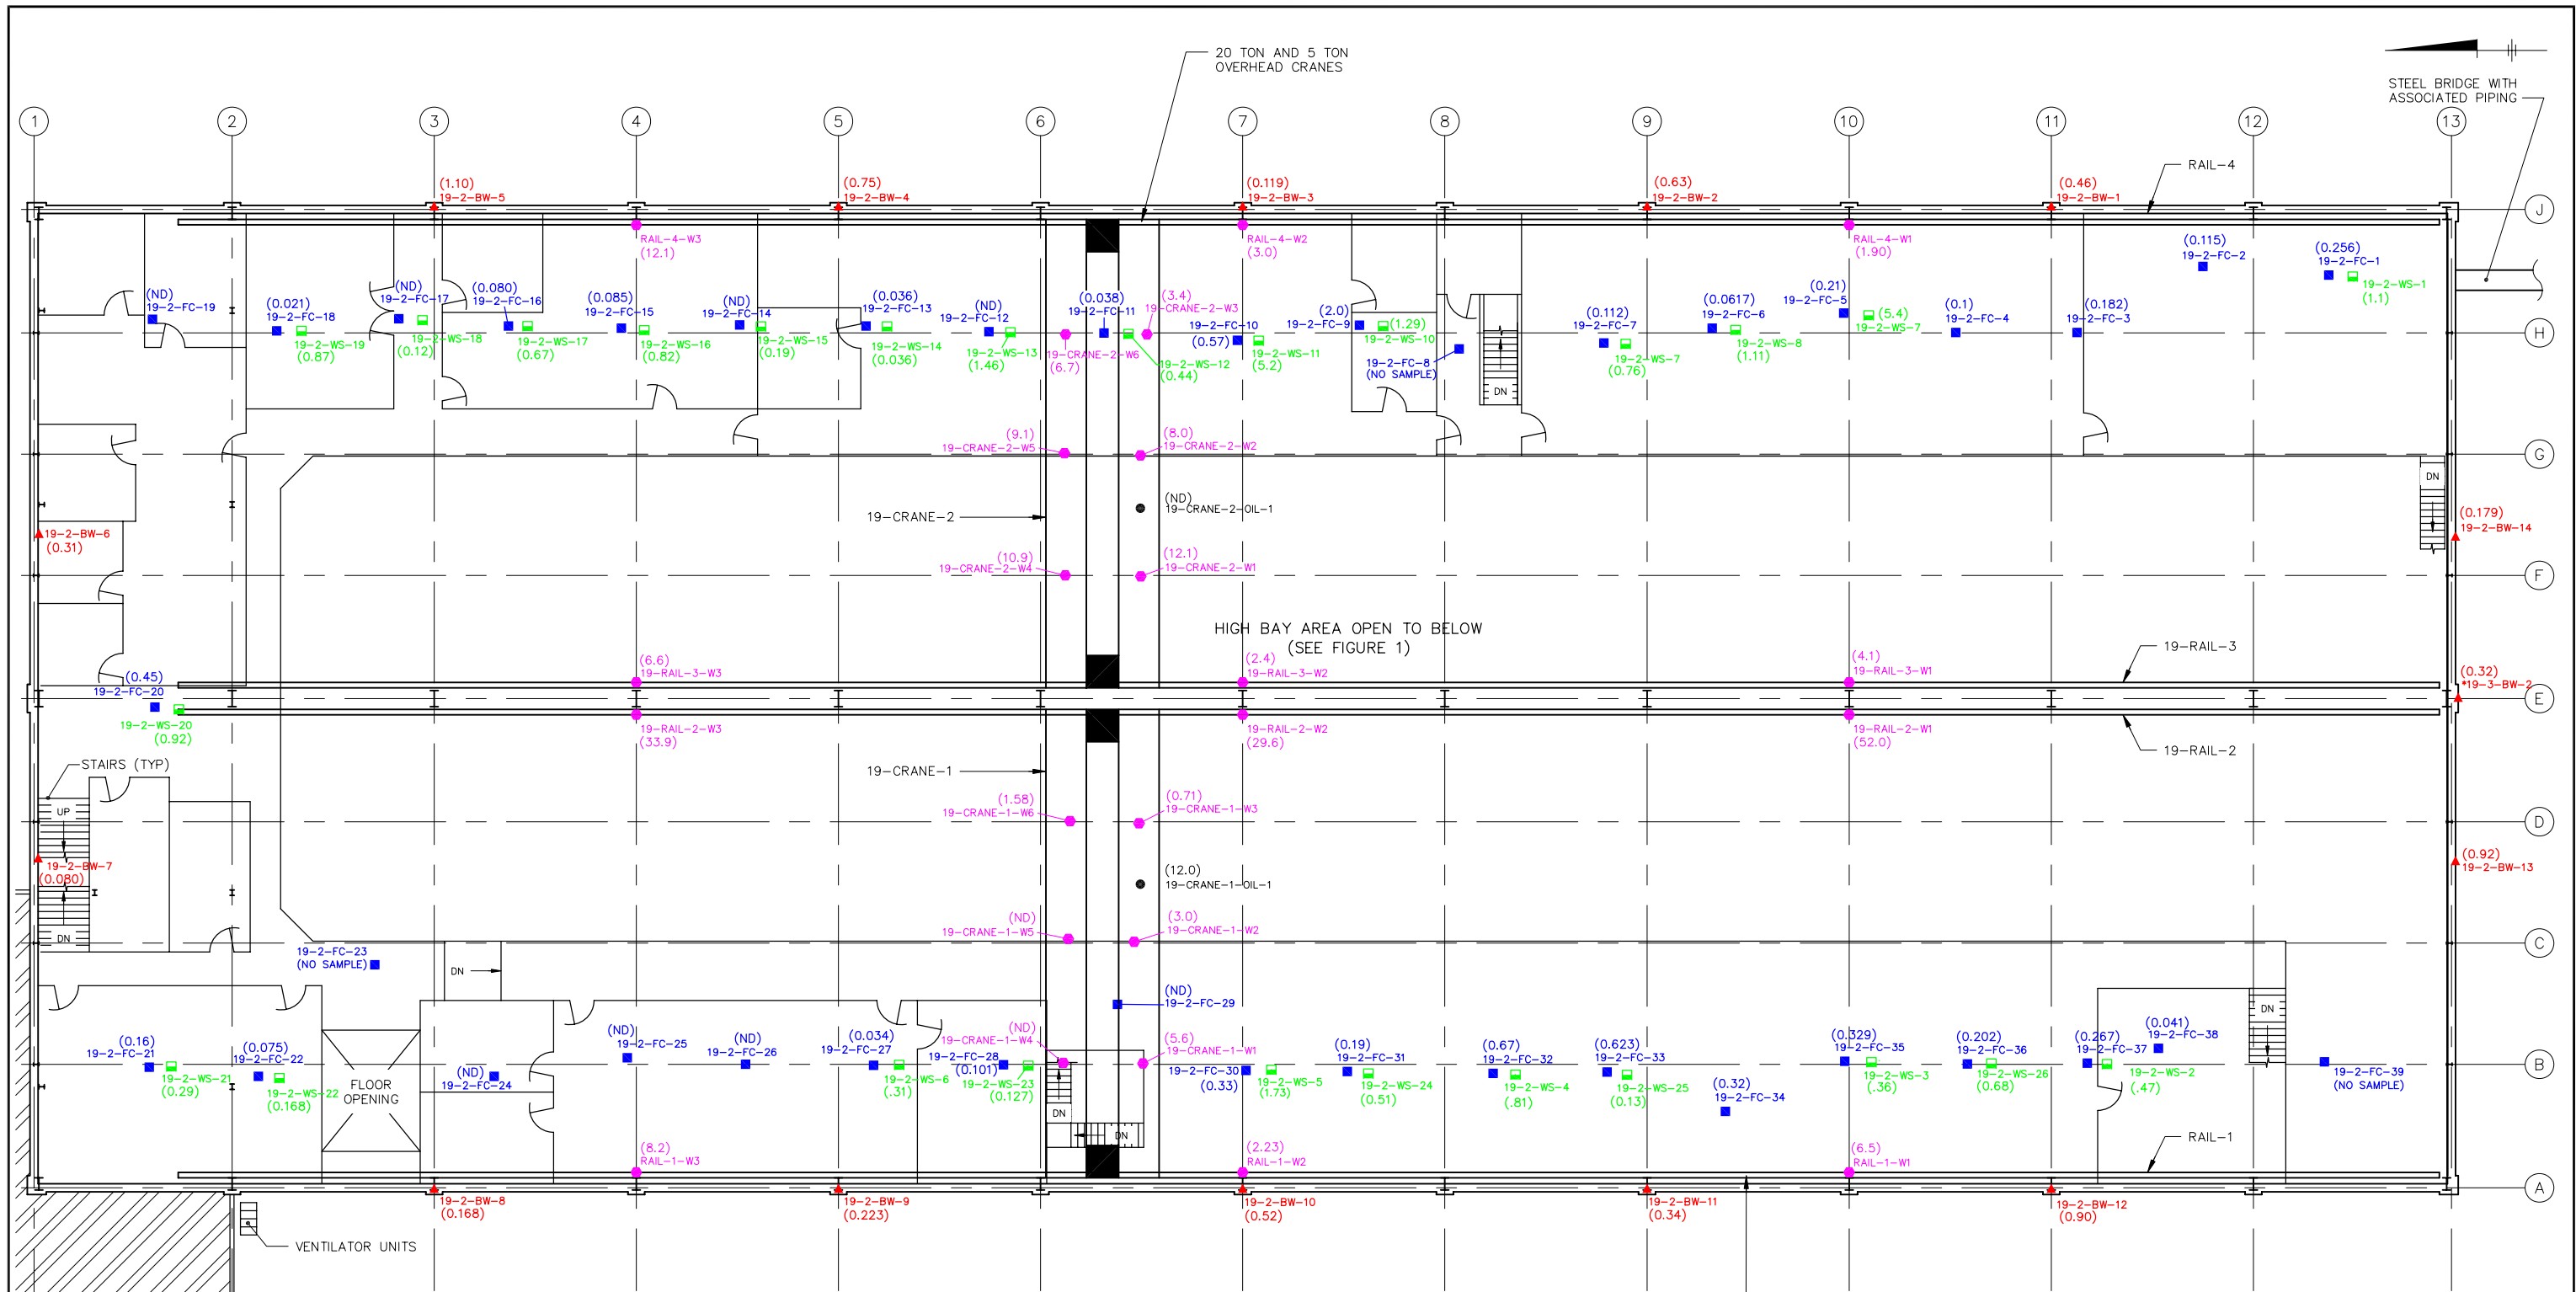 20 TON AND 5 TON
OVERHEAD CRANES
STEEL BRIDGE WITH
ASSOCIATED PIPING
1
2
3
4
5
6
7
8
9
10
11
12
13
RAIL-4
(1.10)
19-2-BW-5
(0.75)
19-2-BW-4
(0.119)
19-2-BW-3
(0.63)
19-2-BW-2
(0.46)
19-2-BW-1
J
RAIL-4-W3
(12.1)
RAIL-4-W2
(3.0)
RAIL-4-W1
(1.90)
(0.115)
19-2-FC-2
(0.256)
19-2-FC-1
19-2-WS-1
(1.1)
(ND)
19-2-FC-19
(0.021)
19-2-FC-18
19-2-WS-19
(0.87)
(ND)
19-2-FC-17
19-2-WS-18
(0.12)
(0.080)
19-2-FC-16
19-2-WS-17
(0.67)
(0.085)
19-2-FC-15
19-2-WS-16
(0.82)
(ND)
19-2-FC-14
19-2-WS-15
(0.19)
(0.036)
19-2-FC-13
19-2-WS-14
(0.036)
(ND)
19-2-FC-12
19-2-WS-13
(1.46)
(0.038)
19-2-FC-11
(3.4)
19-CRANE-2-W3
19-CRANE-2-W6
(6.7)
19-2-WS-12
(0.44)
19-2-FC-10
(0.57)
19-2-WS-11
(5.2)
(2.0)
19-2-FC-9
(1.29)
19-2-WS-10
19-2-FC-8
(NO SAMPLE)
DN
(0.112)
19-2-FC-7
19-2-WS-7
(0.76)
(0.0617)
19-2-FC-6
19-2-WS-8
(1.11)
(0.21)
19-2-FC-5
(5.4)
19-2-WS-7
(0.1)
19-2-FC-4
(0.182)
19-2-FC-3
H
(9.1)
19-CRANE-2-W5
(8.0)
19-CRANE-2-W2
G
DN
19-CRANE-2
(ND)
19-CRANE-2-OIL-1
19-2-BW-6
(0.31)
(0.179)
19-2-BW-14
(10.9)
19-CRANE-2-W4
(12.1)
19-CRANE-2-W1
F
HIGH BAY AREA OPEN TO BELOW
(SEE FIGURE 1)
19-RAIL-3
(0.45)
19-2-FC-20
19-2-WS-20
(0.92)
(6.6)
19-RAIL-3-W3
(2.4)
19-RAIL-3-W2
(4.1)
19-RAIL-3-W1
(0.32)
*19-3-BW-2
E
19-RAIL-2-W3
(33.9)
19-RAIL-2-W2
(29.6)
19-RAIL-2-W1
(52.0)
19-RAIL-2
STAIRS (TYP)
19-CRANE-1
UP
(1.58)
19-CRANE-1-W6
(0.71)
19-CRANE-1-W3
D
19-2-BW-7
(0.080)
(0.92)
19-2-BW-13
(12.0)
19-CRANE-1-OIL-1
DN
(ND)
19-CRANE-1-W5
(3.0)
19-CRANE-1-W2
C
19-2-FC-23
(NO SAMPLE)
DN
(ND)
19-2-FC-29
DN
(0.16)
19-2-FC-21
19-2-WS-21
(0.29)
(0.075)
19-2-FC-22
19-2-WS-22
(0.168)
FLOOR
OPENING
(ND)
19-2-FC-24
(ND)
19-2-FC-25
(ND)
19-2-FC-26
(0.034)
19-2-FC-27
19-2-WS-6
(.31)
19-2-FC-28
(0.101)
19-2-WS-23
(0.127)
(ND)
19-CRANE-1-W4
(5.6)
19-CRANE-1-W1
DN
DN
19-2-FC-30
(0.33)
19-2-WS-5
(1.73)
(0.19)
19-2-FC-31
19-2-WS-24
(0.51)
(0.67)
19-2-FC-32
19-2-WS-4
(.81)
(0.623)
19-2-FC-33
19-2-WS-25
(0.13)
(0.32)
19-2-FC-34
(0.329)
19-2-FC-35
19-2-WS-3
(.36)
(0.202)
19-2-FC-36
19-2-WS-26
(0.68)
(0.267)
19-2-FC-37
19-2-WS-2
(.47)
(0.041)
19-2-FC-38
19-2-FC-39
(NO SAMPLE)
B
(8.2)
RAIL-1-W3
(2.23)
RAIL-1-W2
(6.5)
RAIL-1-W1
RAIL-1
19-2-BW-8
(0.168)
19-2-BW-9
(0.223)
19-2-BW-10
(0.52)
19-2-BW-11
(0.34)
19-2-BW-12
(0.90)
A
VENTILATOR UNITS